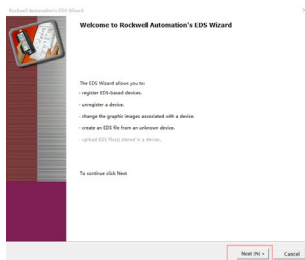 Rockwell Automation's EDS Wizard
Welcome to Rockwell Automation's EDS Wizard
The EDS Wizard allows you to:
- register EDS-based devices.
- unregister a device.
- change the graphic images associated with a device.
- create an EDS file from an unknown device.
- upload EDS file(s) stored in a device.
To continue click Next
Next (N) > Cancel